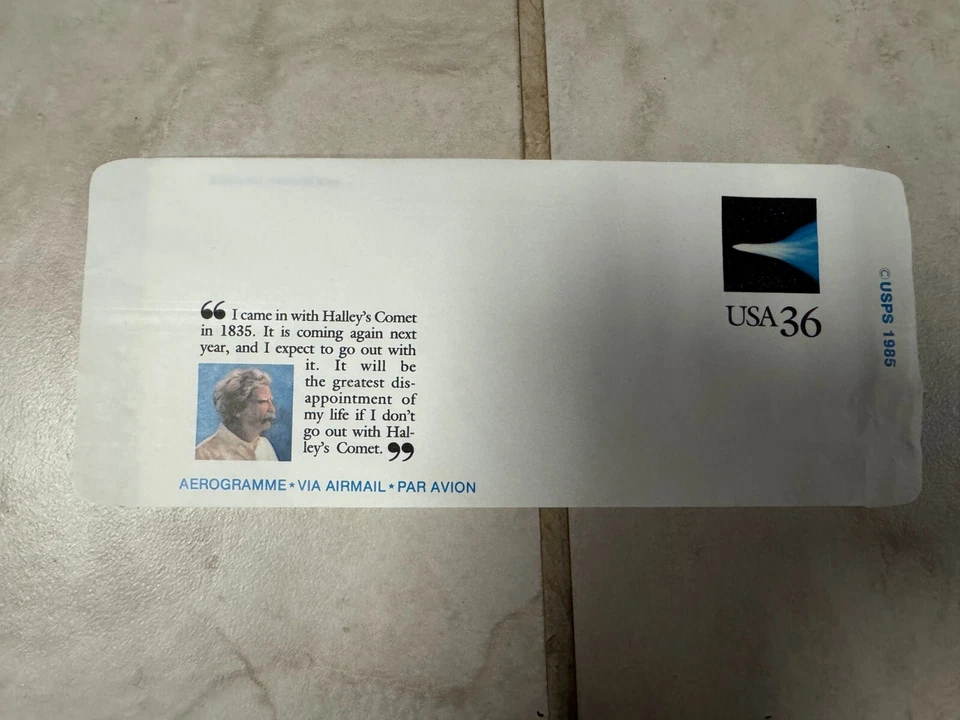 “ I came in with Halley’s Comet
in 1835. It is coming again next
year, and I expect to go out with
it. It will be
the greatest dis-
appointment of
my life if I don’t
go out with Hal-
ley’s Comet. ”
AEROGRAMME★VIA AIRMAIL★PAR AVION
USA 36
©USPS 1985